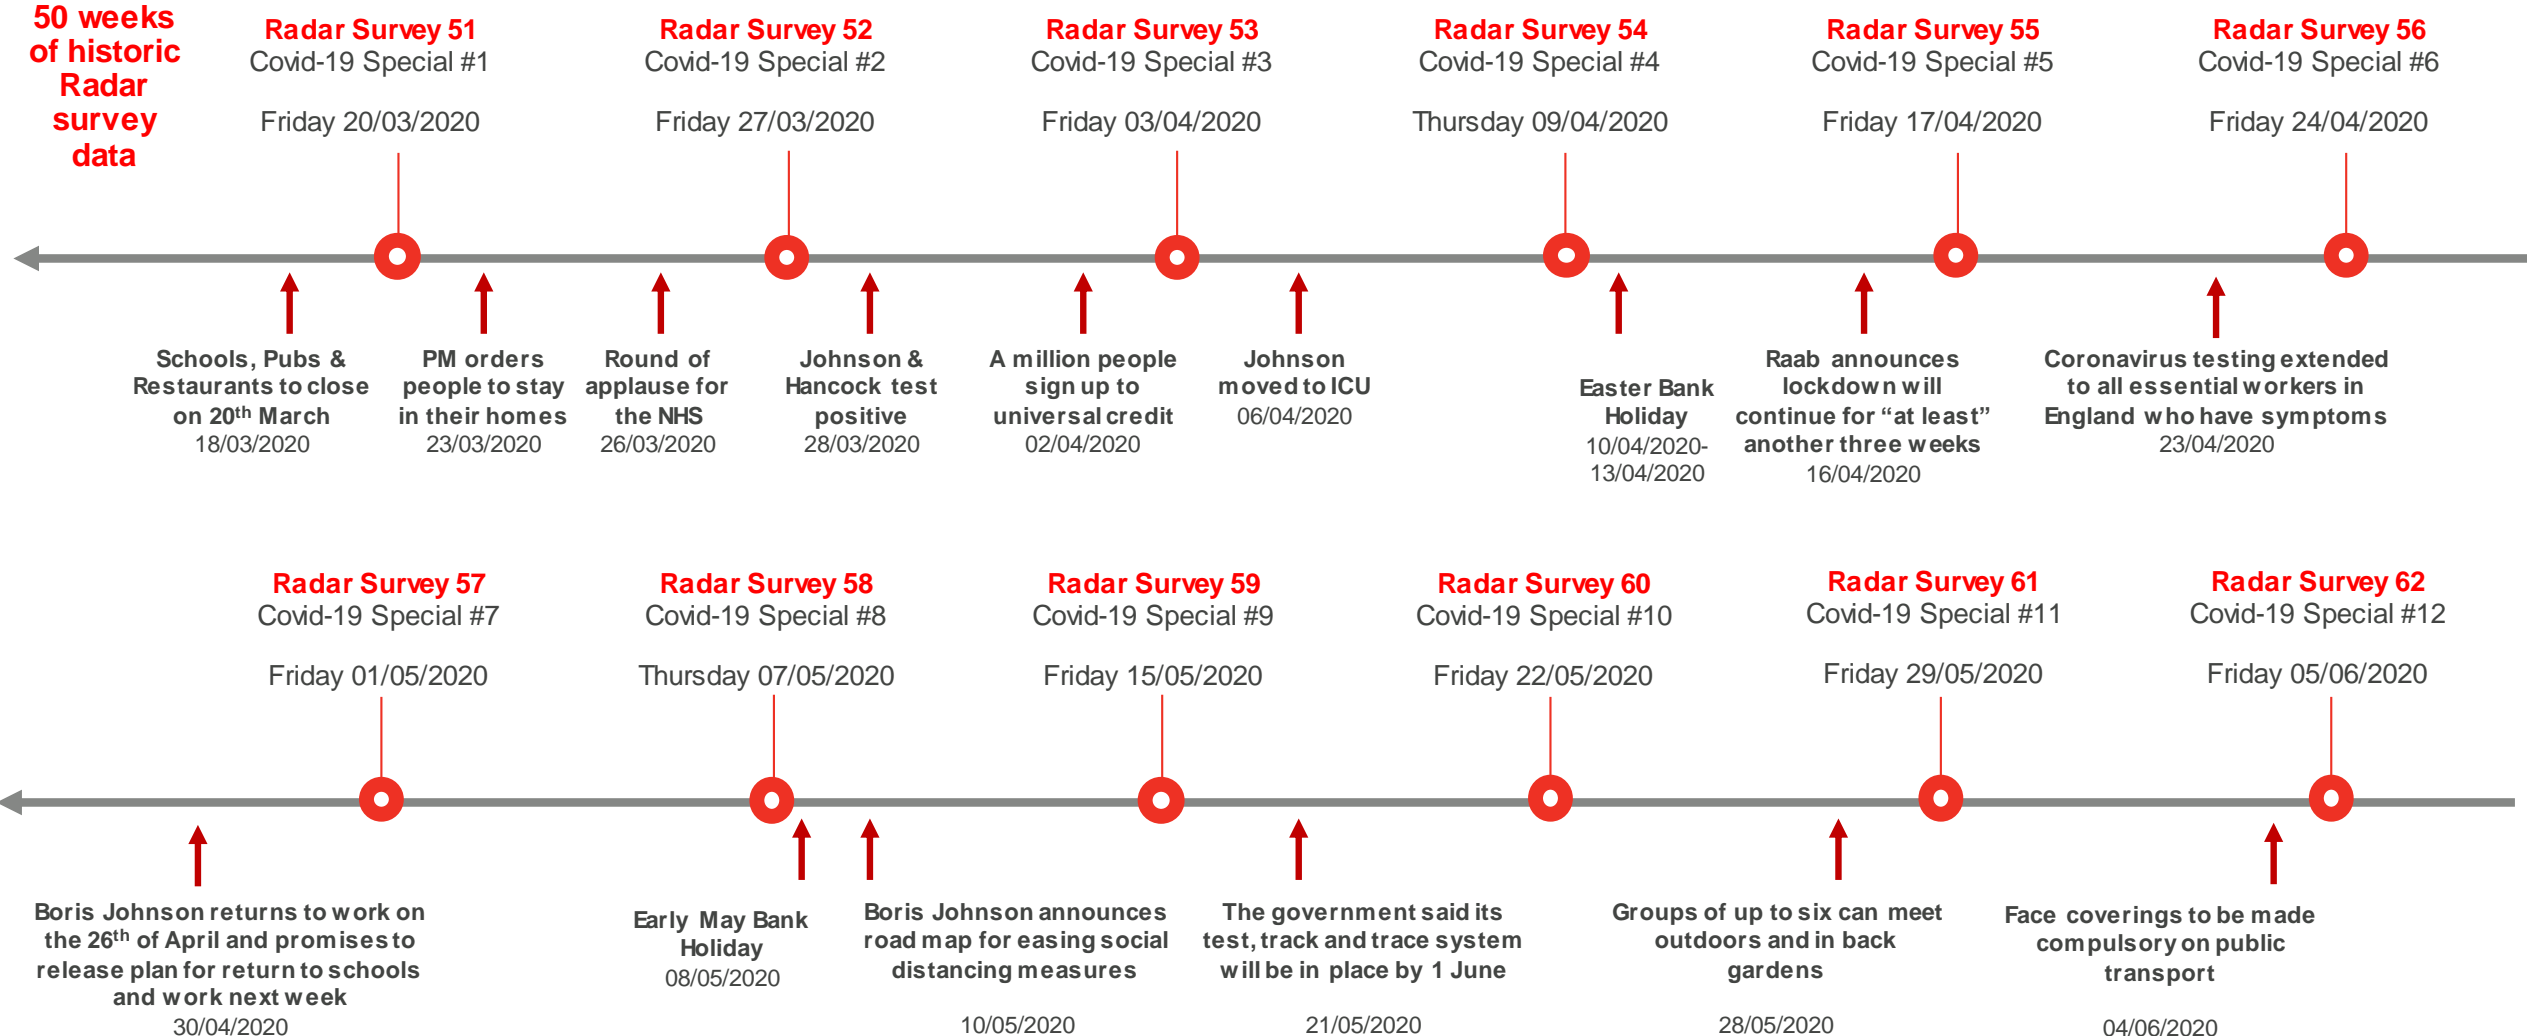 50 weeks
of historic
Radar
survey
data
Radar Survey 51
Covid-19 Special #1
Friday 20/03/2020
Radar Survey 52
Covid-19 Special #2
Friday 27/03/2020
Radar Survey 53
Covid-19 Special #3
Friday 03/04/2020
Radar Survey 54
Covid-19 Special #4
Thursday 09/04/2020
Radar Survey 55
Covid-19 Special #5
Friday 17/04/2020
Radar Survey 56
Covid-19 Special #6
Friday 24/04/2020
Schools, Pubs &
Restaurants to close
on 20th March
18/03/2020
PM orders
people to stay
in their homes
23/03/2020
Round of
applause for
the NHS
26/03/2020
Johnson &
Hancock test
positive
28/03/2020
A million people
sign up to
universal credit
02/04/2020
Johnson
moved to ICU
06/04/2020
Easter Bank
Holiday
10/04/2020-
13/04/2020
Raab announces
lockdown will
continue for “at least”
another three weeks
16/04/2020
Coronavirus testing extended
to all essential workers in
England who have symptoms
23/04/2020
Radar Survey 57
Covid-19 Special #7
Friday 01/05/2020
Radar Survey 58
Covid-19 Special #8
Thursday 07/05/2020
Radar Survey 59
Covid-19 Special #9
Friday 15/05/2020
Radar Survey 60
Covid-19 Special #10
Friday 22/05/2020
Radar Survey 61
Covid-19 Special #11
Friday 29/05/2020
Radar Survey 62
Covid-19 Special #12
Friday 05/06/2020
Boris Johnson returns to work on
the 26th of April and promises to
release plan for return to schools
and work next week
30/04/2020
Early May Bank
Holiday
08/05/2020
Boris Johnson announces
road map for easing social
distancing measures
10/05/2020
The government said its
test, track and trace system
will be in place by 1 June
21/05/2020
Groups of up to six can meet
outdoors and in back
gardens
28/05/2020
Face coverings to be made
compulsory on public
transport
04/06/2020